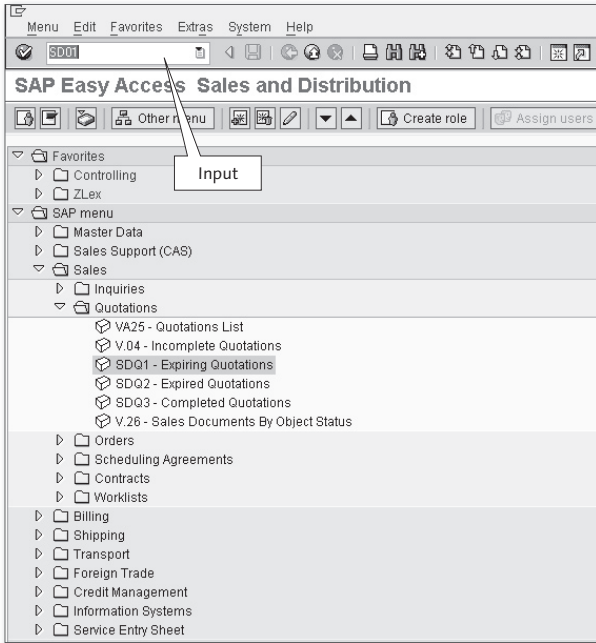 Menu Edit Favorites Extras System Help
SD01
SAP Easy Access Sales and Distribution
Other menu Create role Assign users
Input
Favorites
Controlling
ZLex
SAP menu
Master Data
Sales Support (CAS)
Sales
Inquiries
Quotations
VA25 - Quotations List
V.04 - Incomplete Quotations
SDQ1 - Expiring Quotations
SDQ2 - Expired Quotations
SDQ3 - Completed Quotations
V.26 - Sales Documents By Object Status
Orders
Scheduling Agreements
Contracts
Worklists
Billing
Shipping
Transport
Foreign Trade
Credit Management
Information Systems
Service Entry Sheet